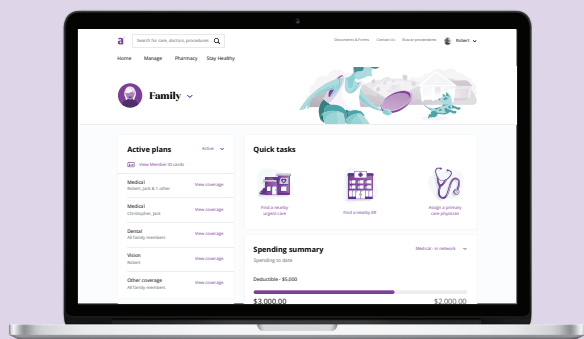 a
Search for care, doctors, procedures
Documents & Forms Contact Us Buscar proveedores Robert
Home Manage Pharmacy Stay Healthy
Family
Active plans
Active
View Member ID cards
Medical
Robert, Jack & 1 other
View coverage
Medical
Christopher, Jack
View coverage
Dental
All family members
View coverage
Vision
Robert
View coverage
Other coverage
All family members
View coverage
Quick tasks
Find a nearby
urgent care
Find a nearby ER
Assign a primary
care physician
Spending summary
Medical - in network
Spending to date
Deductible - $5,000
$3,000.00 $2,000.00